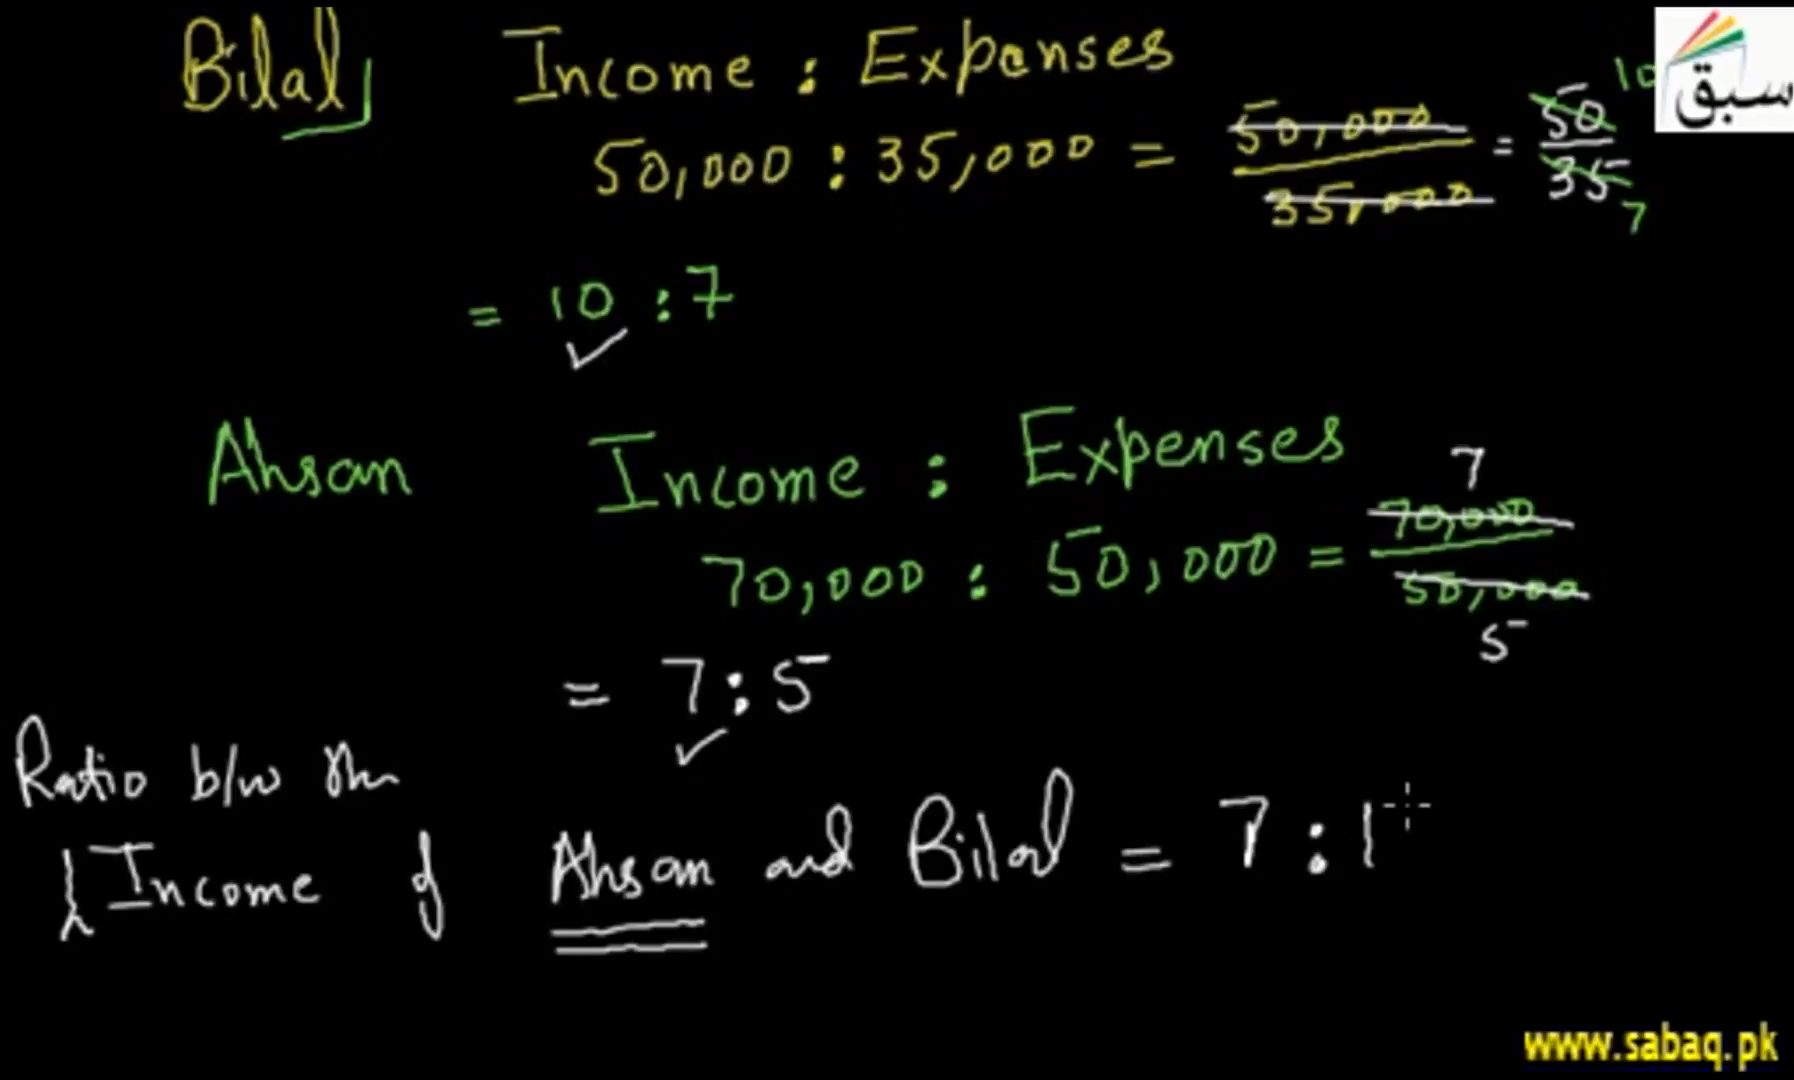 Bilal Income : Expenses
50,000 : 35,000 = 50,000/35,000 = 50/35 10 7
سبق
= 10 : 7
Ahsan Income : Expenses
70,000 : 50,000 = 70,000/50,000 7 5
= 7 : 5
Ratio b/w the
Income of Ahsan and Bilal = 7 : 1
www.sabaq.pk